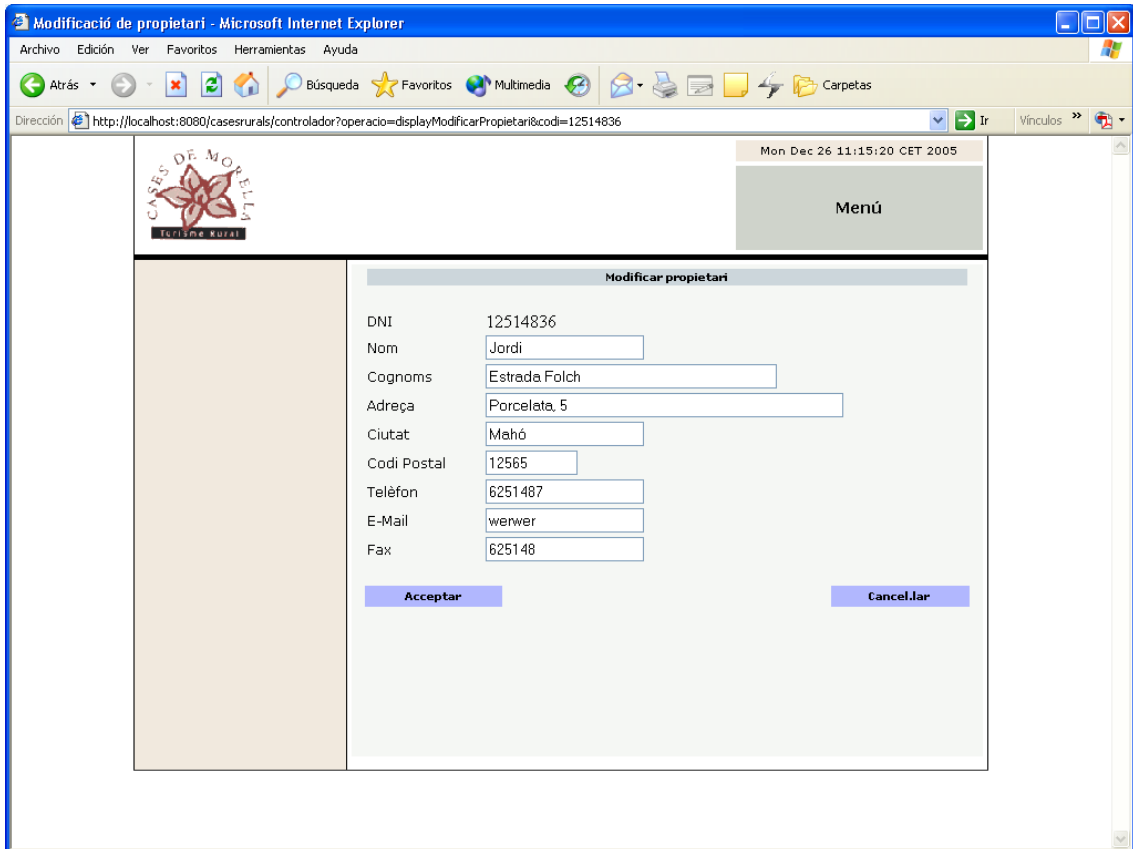 Modificació de propietari - Microsoft Internet Explorer
Archivo Edición Ver Favoritos Herramientas Ayuda
Atrás Búsqueda Favoritos Multimedia Carpetas
Dirección http://localhost:8080/casesrurals/controlador?operacio=displayModificarPropietari&codi=12514836 Ir Vínculos »
CASES DE MORELLA
Turisme Rural
Mon Dec 26 11:15:20 CET 2005
Menú
Modificar propietari
DNI 12514836
Nom Jordi
Cognoms Estrada Folch
Adreça Porcelata, 5
Ciutat Mahó
Codi Postal 12565
Telèfon 6251487
E-Mail werwer
Fax 625148
Acceptar Cancel.lar